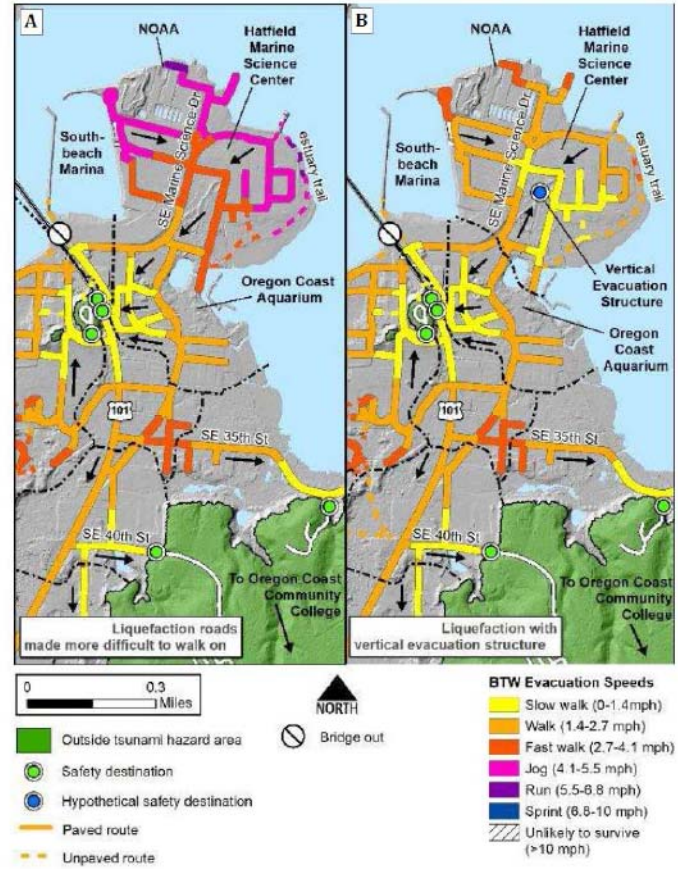 A
NOAA
Hatfield
Marine
Science
Center
South-
beach
Marina
SE Marine Science Dr
estuary trail
Oregon Coast
Aquarium
101
SE 35th St
SE 40th St
To Oregon Coast
Community
College
Liquefaction roads
made more difficult to walk on
B
NOAA
Hatfield
Marine
Science
Center
South-
beach
Marina
SE Marine Science Dr
estuary trail
Vertical
Evacuation
Structure
Oregon
Coast
Aquarium
101
SE 35th St
SE 40th St
To Oregon Coast
Community
College
Liquefaction with
vertical evacuation structure
0 0.3
Miles
NORTH
Outside tsunami hazard area
Bridge out
Safety destination
Hypothetical safety destination
Paved route
Unpaved route
BTW Evacuation Speeds
Slow walk (0-1.4mph)
Walk (1.4-2.7 mph)
Fast walk (2.7-4.1 mph)
Jog (4.1-5.5 mph)
Run (5.5-6.8 mph)
Sprint (6.8-10 mph)
Unlikely to survive
(>10 mph)